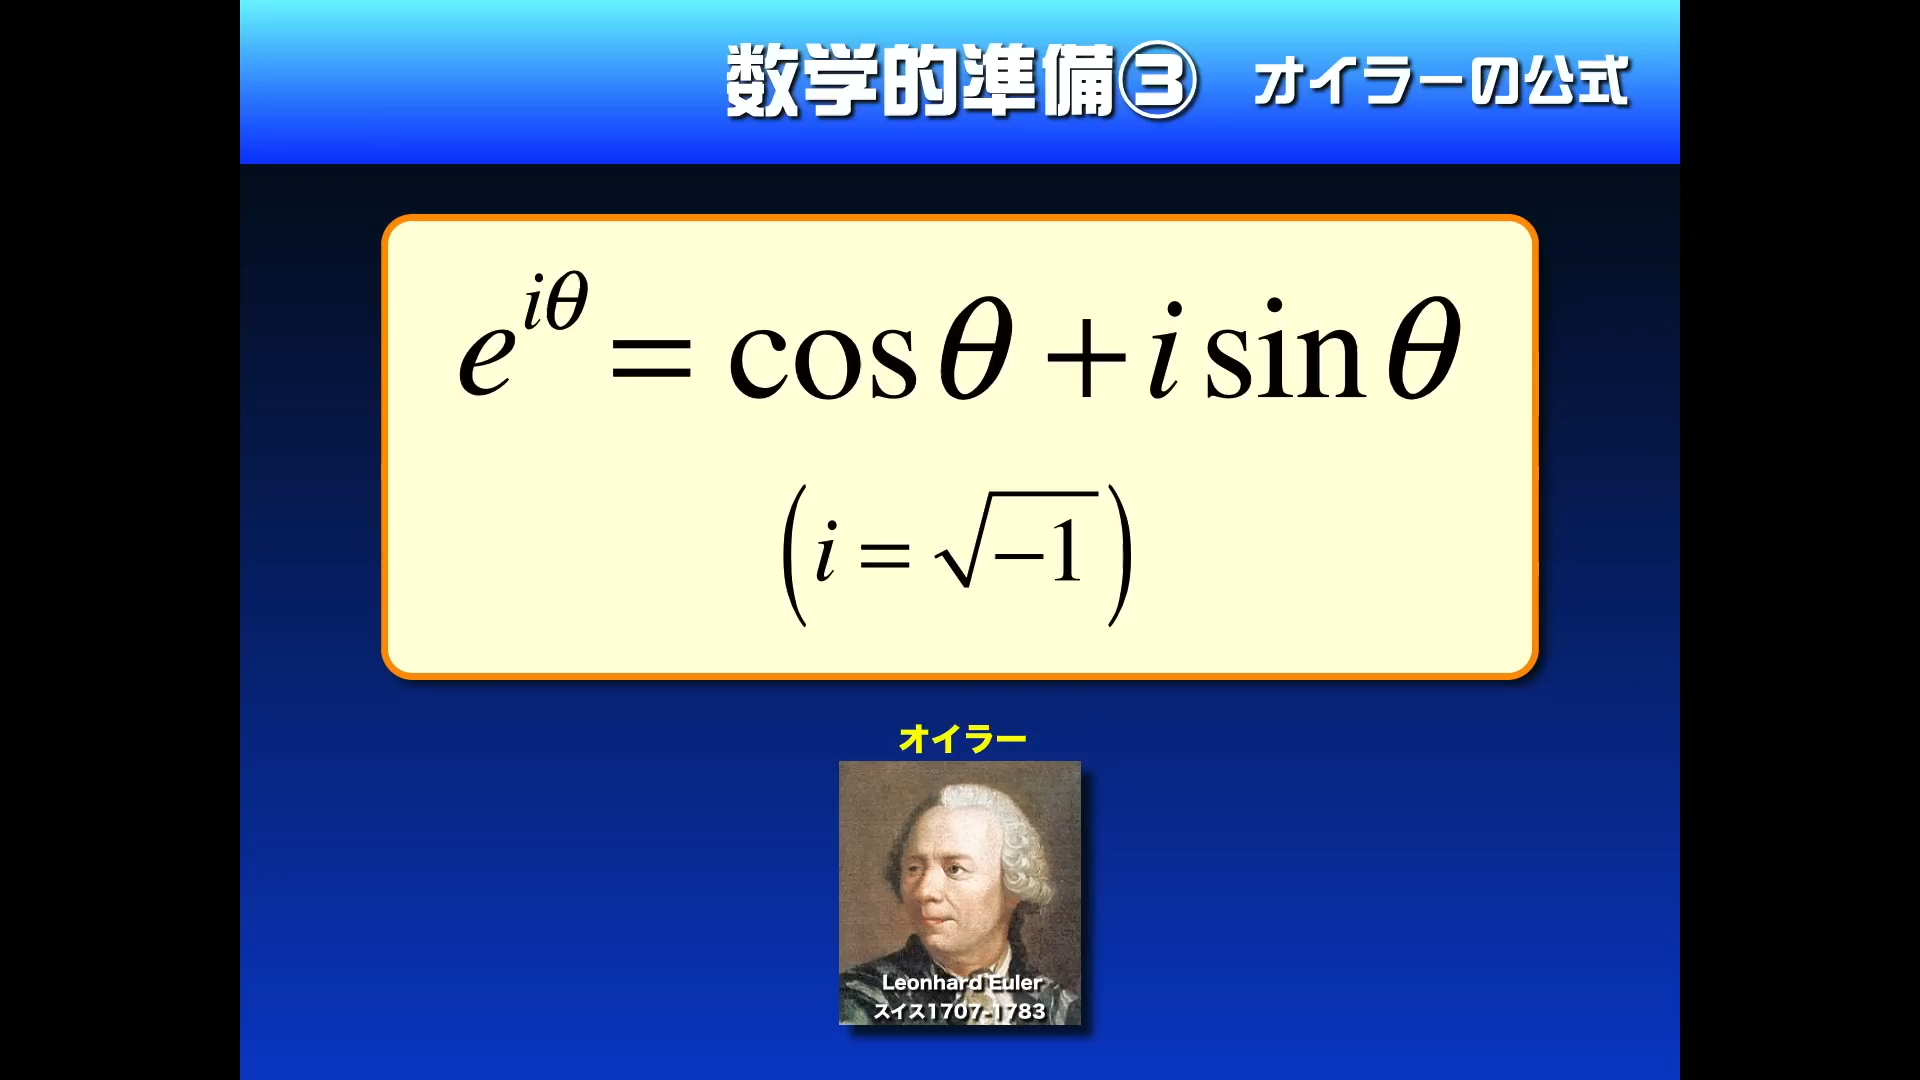 数学的準備③ オイラーの公式
e^{iθ} = cos θ + i sin θ
(i = √−1)
オイラー
Leonhard Euler
スイス1707-1783